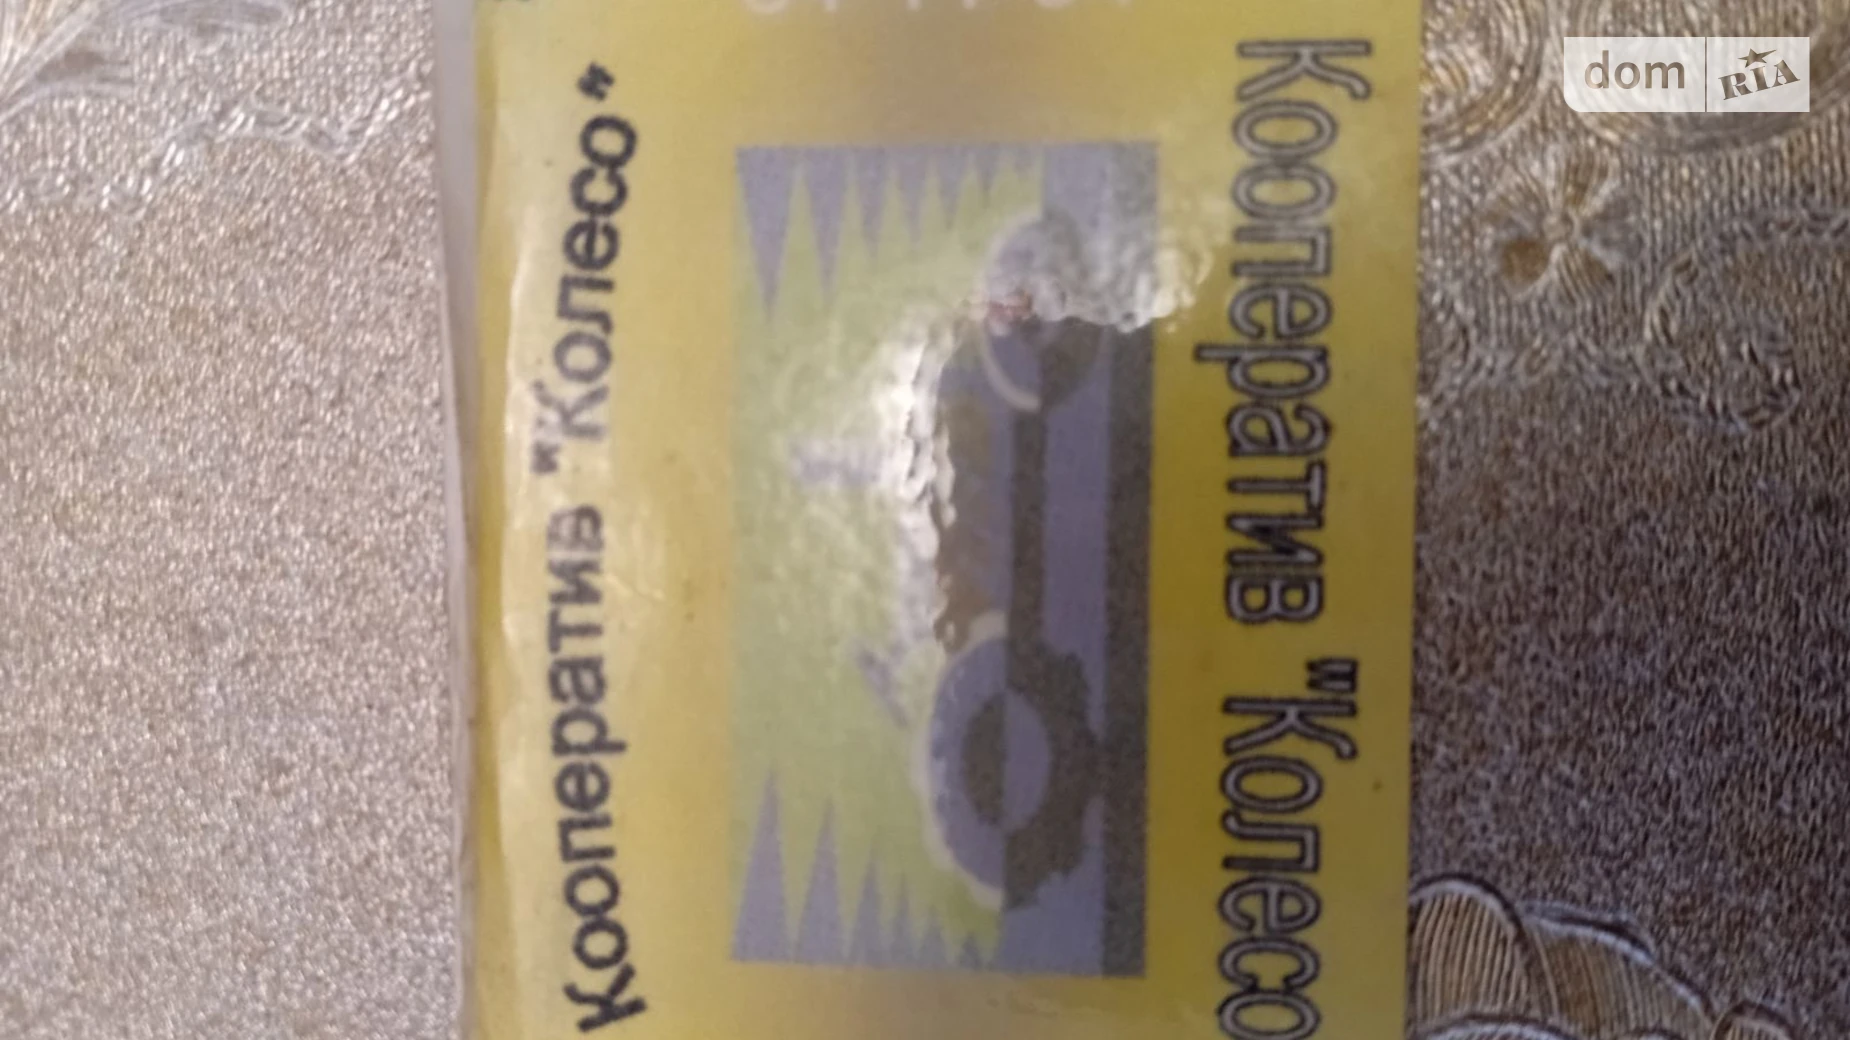 Кооператив "Колесо"
Кооператив "Колесо
dom RIA